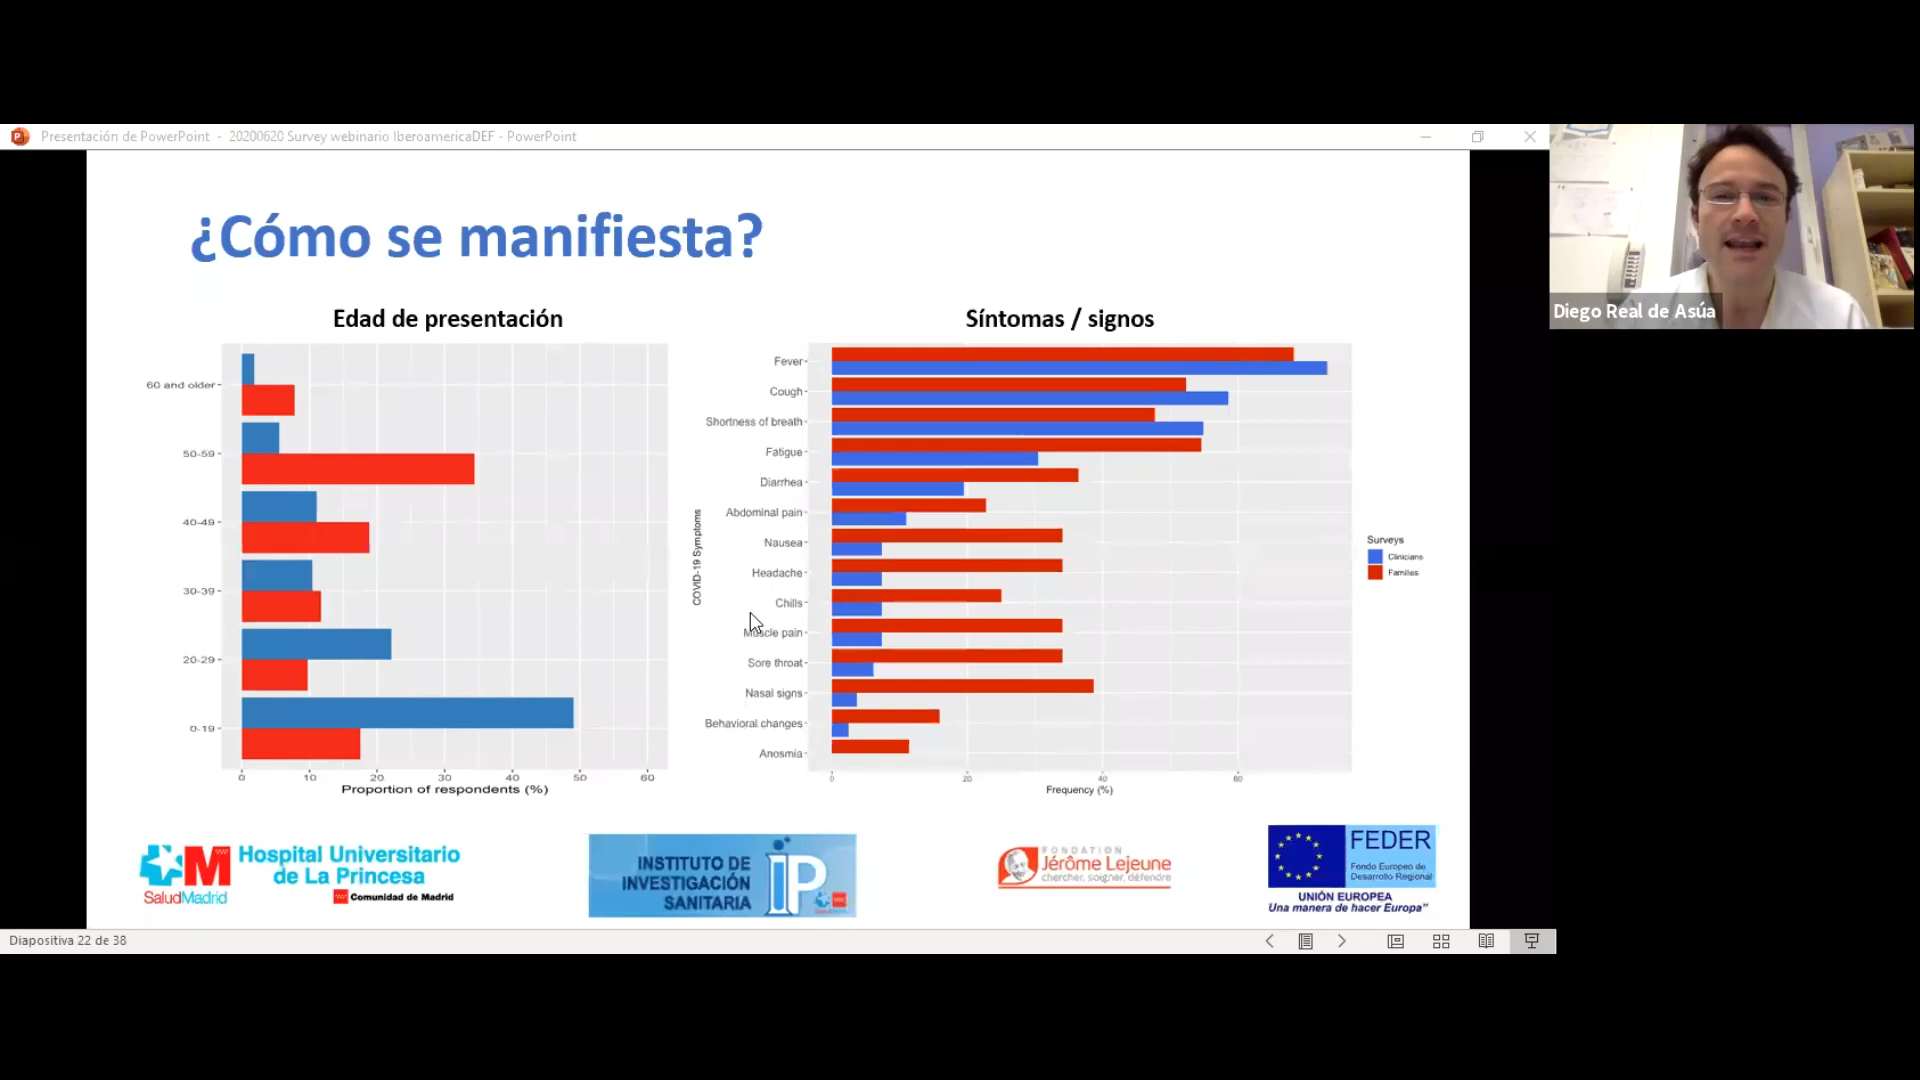 Presentación de PowerPoint - 20200620 Survey webinario IberoamericaDEF - PowerPoint
Diego Real de Asúa
¿Cómo se manifiesta?
Edad de presentación
60 and older
50-59
40-49
30-39
20-29
0-19
0 10 20 30 40 50 60
Proportion of respondents (%)
Síntomas / signos
COVID-19 Symptoms
Fever
Cough
Shortness of breath
Fatigue
Diarrhea
Abdominal pain
Nausea
Headache
Chills
Muscle pain
Sore throat
Nasal signs
Behavioral changes
Anosmia
0 20 40 60
Frequency (%)
Surveys
Clinicians
Families
SaludMadrid
Hospital Universitario
de La Princesa
Comunidad de Madrid
INSTITUTO DE
INVESTIGACIÓN
SANITARIA
iP
FONDATION
Jérôme Lejeune
chercher, soigner, défendre
FEDER
Fondo Europeo de
Desarrollo Regional
UNIÓN EUROPEA
Una manera de hacer Europa"
Diapositiva 22 de 38